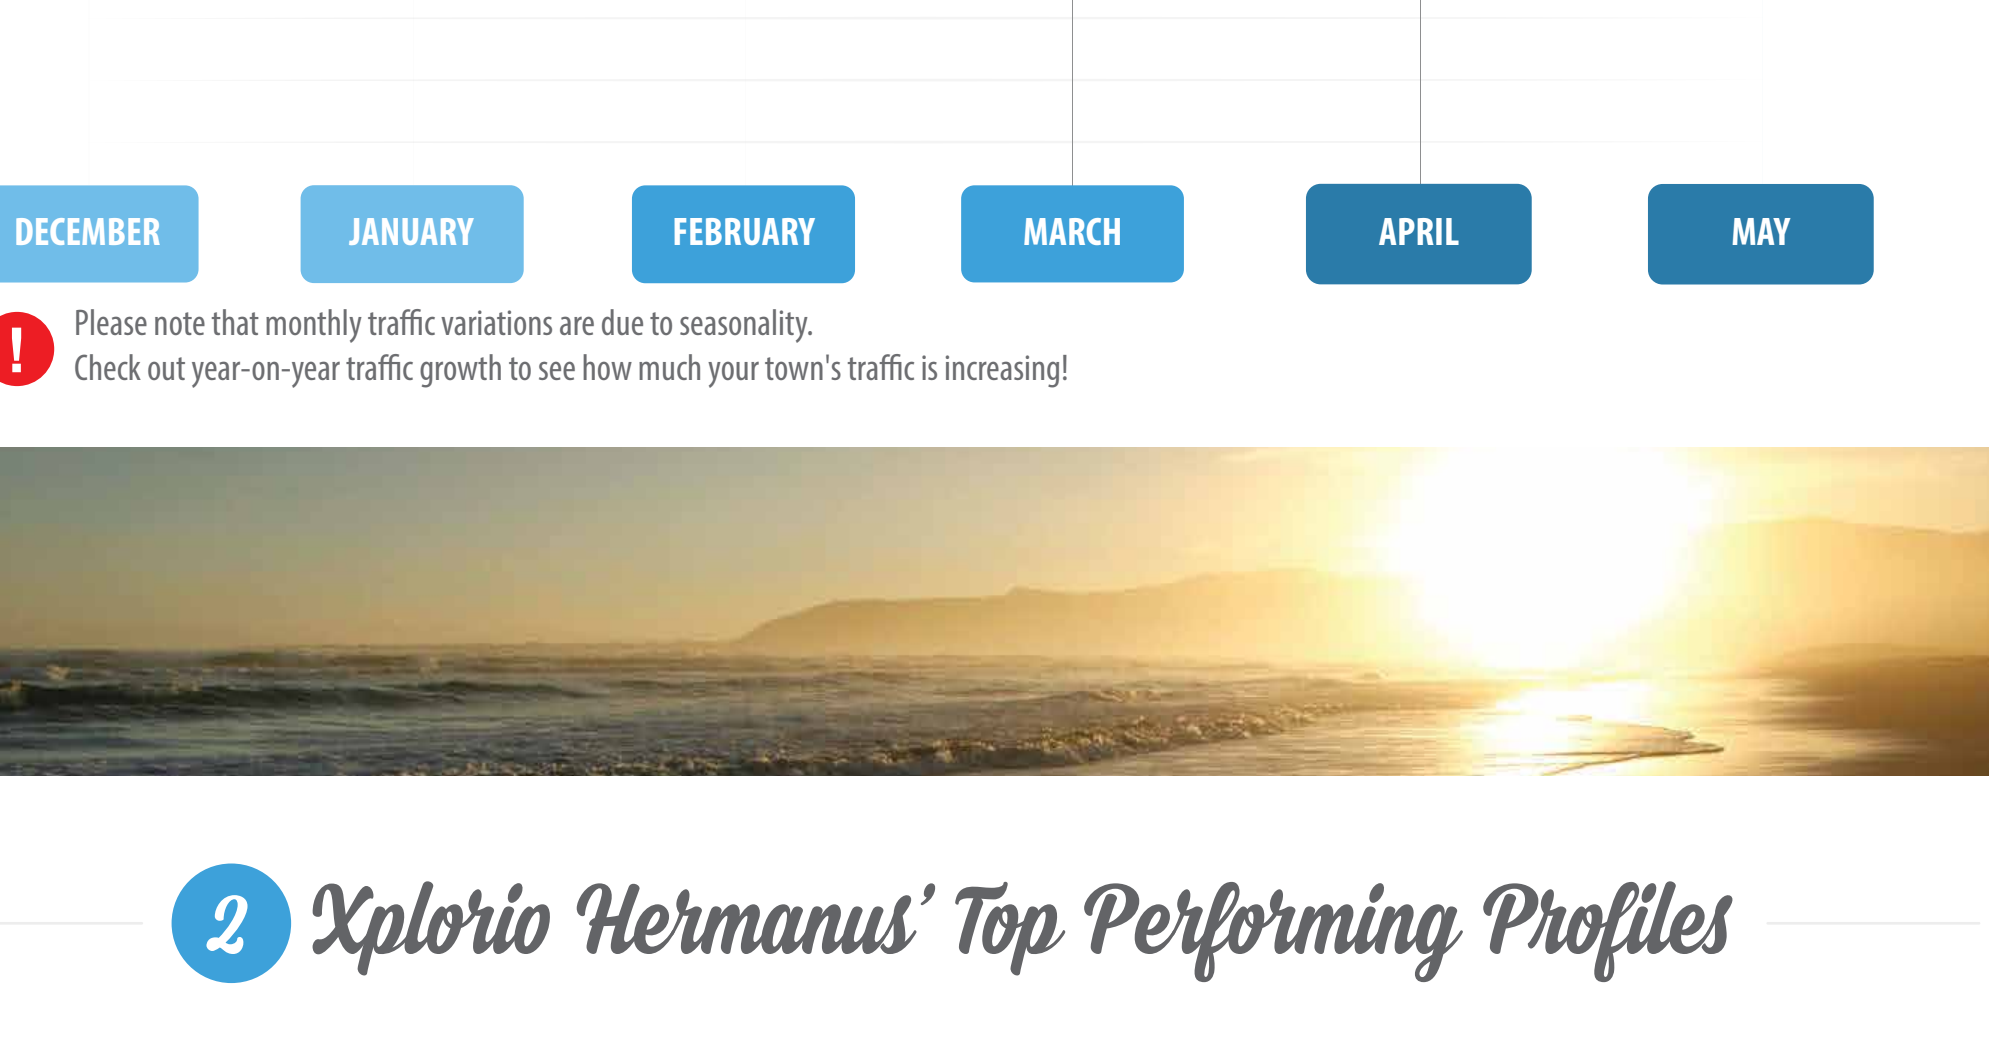 DECEMBER JANUARY FEBRUARY MARCH APRIL MAY
! Please note that monthly traffic variations are due to seasonality.
Check out year-on-year traffic growth to see how much your town's traffic is increasing!
2 Xplorio Hermanus' Top Performing Profiles